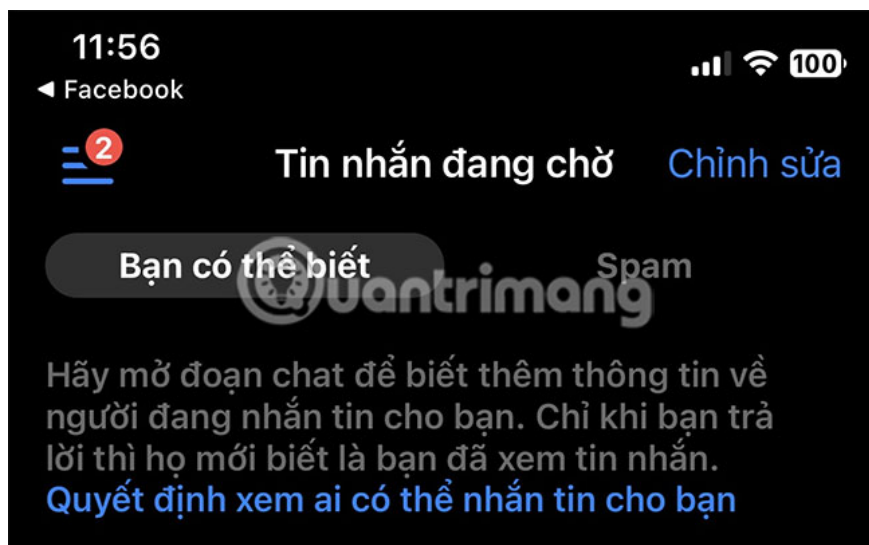 11:56
100
Facebook
2
Tin nhắn đang chờ
Chỉnh sửa
Bạn có thể biết
Spam
Quantrimang
Hãy mở đoạn chat để biết thêm thông tin về
người đang nhắn tin cho bạn. Chỉ khi bạn trả
lời thì họ mới biết là bạn đã xem tin nhắn.
Quyết định xem ai có thể nhắn tin cho bạn